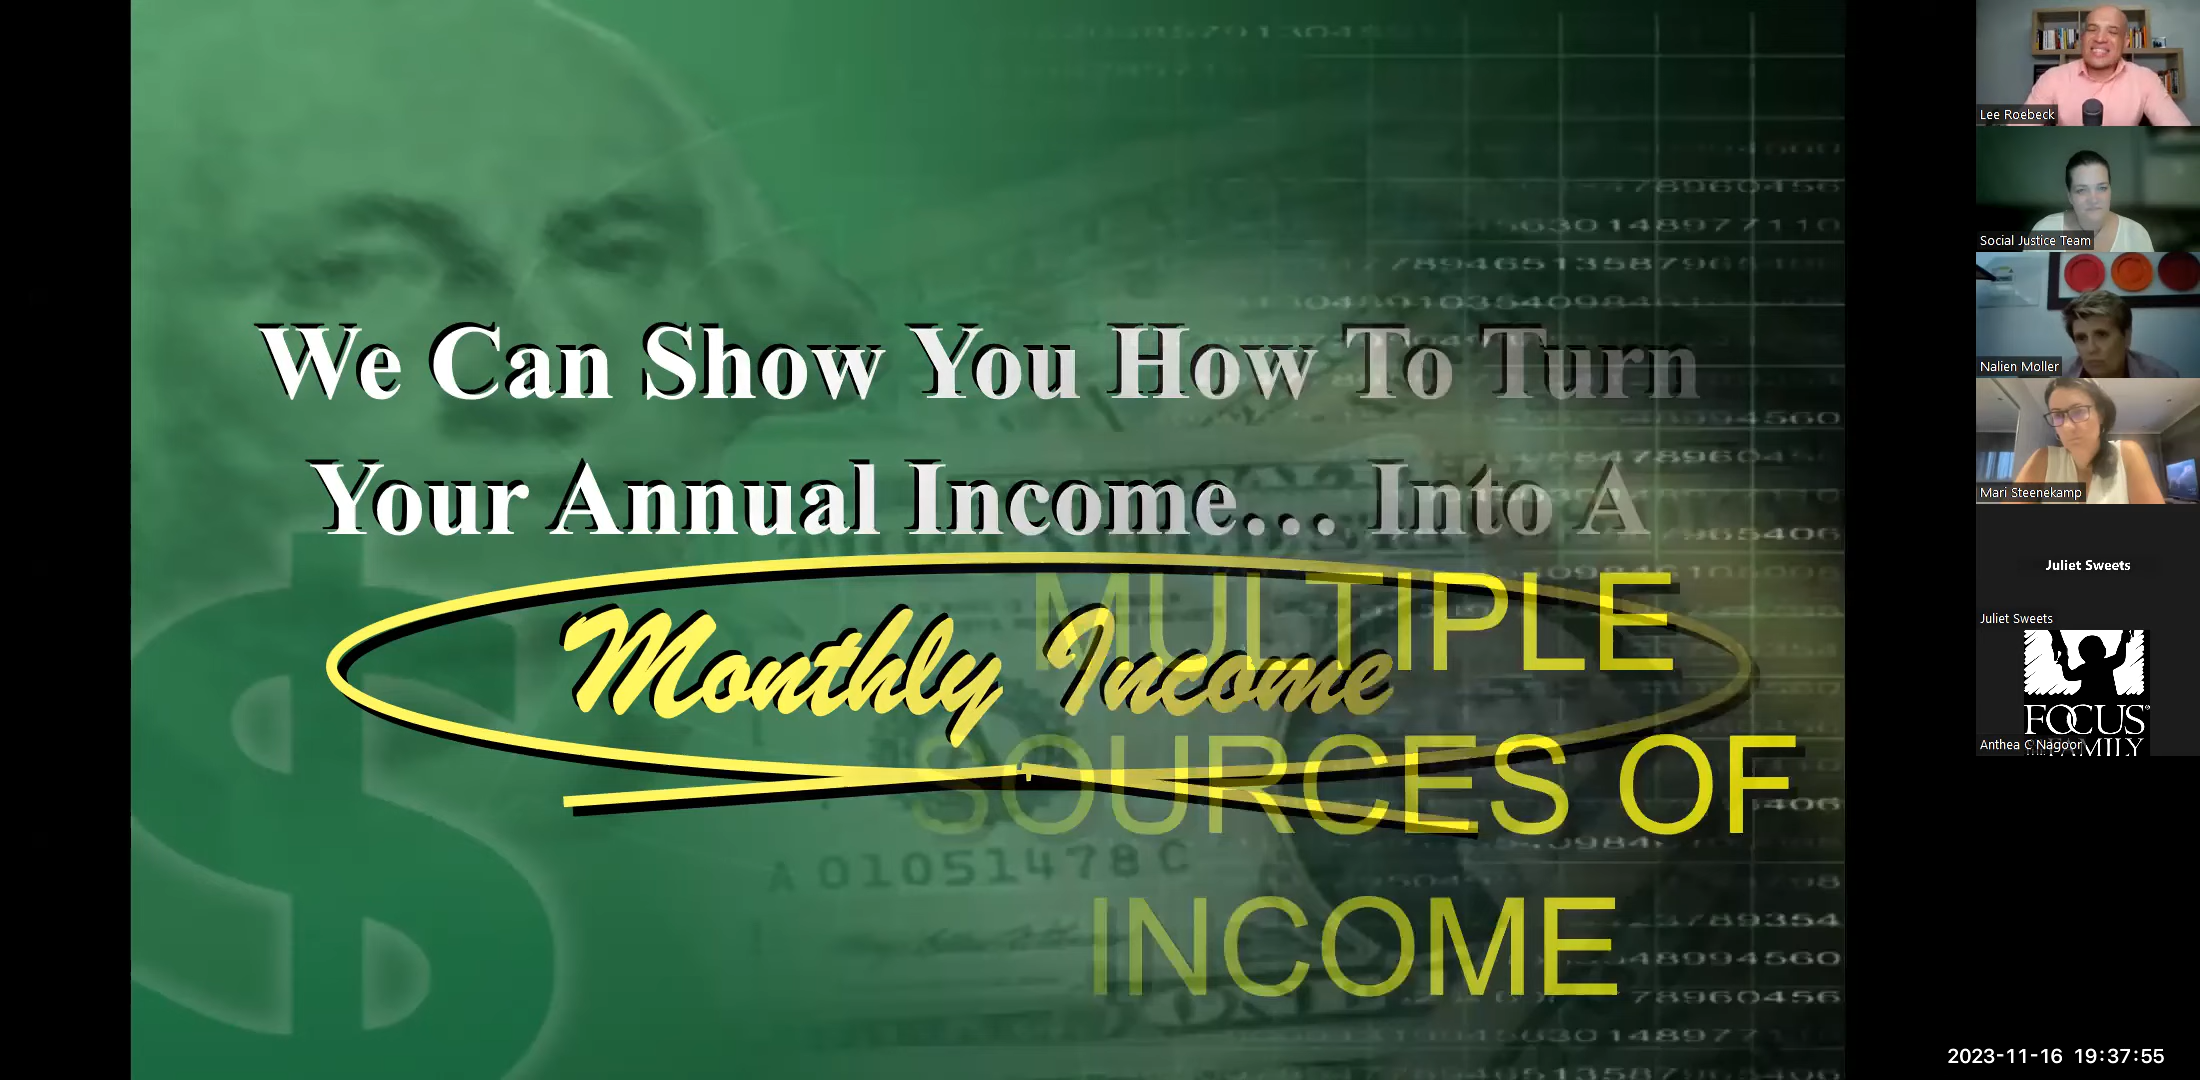 We Can Show You How To Turn
Your Annual Income... Into A
Monthly Income
MULTIPLE
SOURCES OF
INCOME
A 01051478 C
Lee Roebeck
Social Justice Team
Nalien Moller
Mari Steenekamp
Juliet Sweets
Juliet Sweets
FOCUS
FAMILY
Anthea C Nagoor
2023-11-16 19:37:55